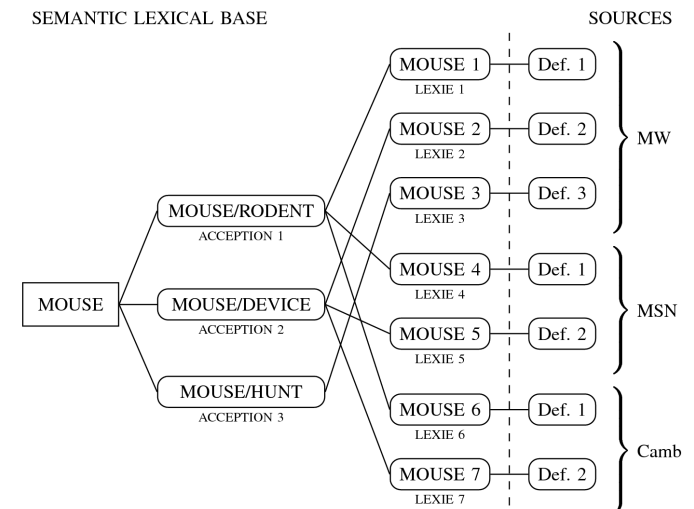 SEMANTIC LEXICAL BASE
SOURCES
MOUSE 1
Def. 1
LEXIE 1
MOUSE 2
Def. 2
LEXIE 2
MW
MOUSE 3
Def. 3
LEXIE 3
MOUSE/RODENT
ACCEPTION 1
MOUSE 4
Def. 1
LEXIE 4
MOUSE
MOUSE/DEVICE
ACCEPTION 2
MSN
MOUSE 5
Def. 2
LEXIE 5
MOUSE/HUNT
ACCEPTION 3
MOUSE 6
Def. 1
LEXIE 6
Camb
MOUSE 7
Def. 2
LEXIE 7